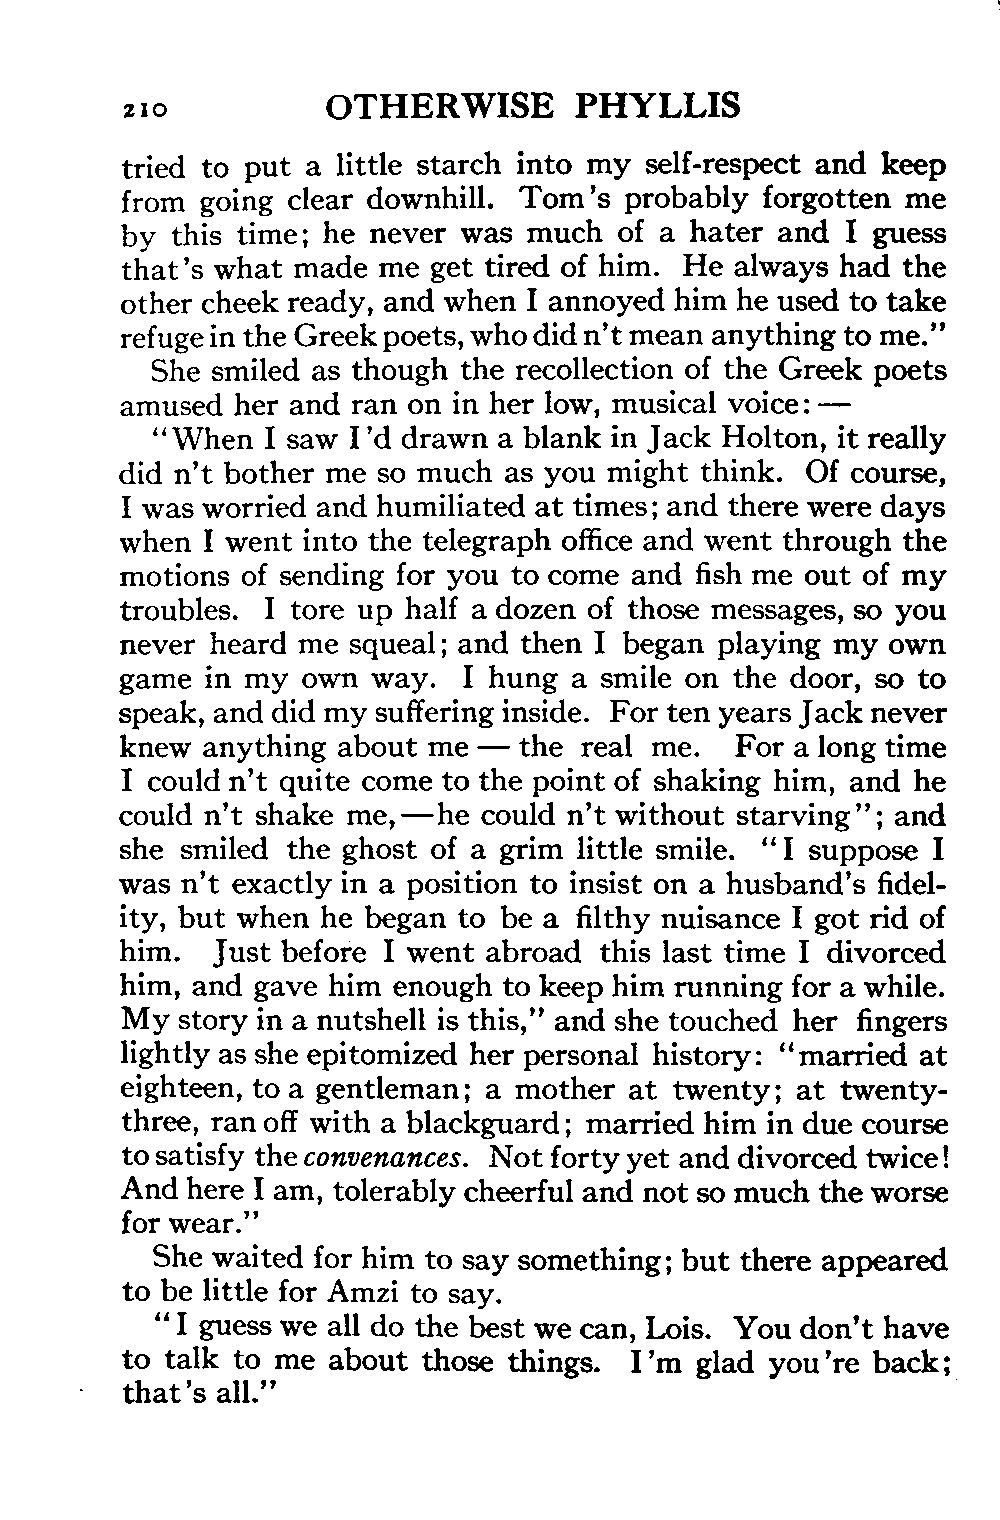 210 OTHERWISE PHYLLIS
tried to put a little starch into my self-respect and keep
from going clear downhill. Tom's probably forgotten me
by this time; he never was much of a hater and I guess
that's what made me get tired of him. He always had the
other cheek ready, and when I annoyed him he used to take
refuge in the Greek poets, who did n't mean anything to me."
She smiled as though the recollection of the Greek poets
amused her and ran on in her low, musical voice: —
"When I saw I'd drawn a blank in Jack Holton, it really
did n't bother me so much as you might think. Of course,
I was worried and humiliated at times; and there were days
when I went into the telegraph office and went through the
motions of sending for you to come and fish me out of my
troubles. I tore up half a dozen of those messages, so you
never heard me squeal; and then I began playing my own
game in my own way. I hung a smile on the door, so to
speak, and did my suffering inside. For ten years Jack never
knew anything about me — the real me. For a long time
I could n't quite come to the point of shaking him, and he
could n't shake me,—he could n't without starving"; and
she smiled the ghost of a grim little smile. "I suppose I
was n't exactly in a position to insist on a husband's fidel-
ity, but when he began to be a filthy nuisance I got rid of
him. Just before I went abroad this last time I divorced
him, and gave him enough to keep him running for a while.
My story in a nutshell is this," and she touched her fingers
lightly as she epitomized her personal history: "married at
eighteen, to a gentleman; a mother at twenty; at twenty-
three, ran off with a blackguard; married him in due course
to satisfy the convenances. Not forty yet and divorced twice!
And here I am, tolerably cheerful and not so much the worse
for wear."
She waited for him to say something; but there appeared
to be little for Amzi to say.
"I guess we all do the best we can, Lois. You don't have
to talk to me about those things. I'm glad you're back;
that's all."